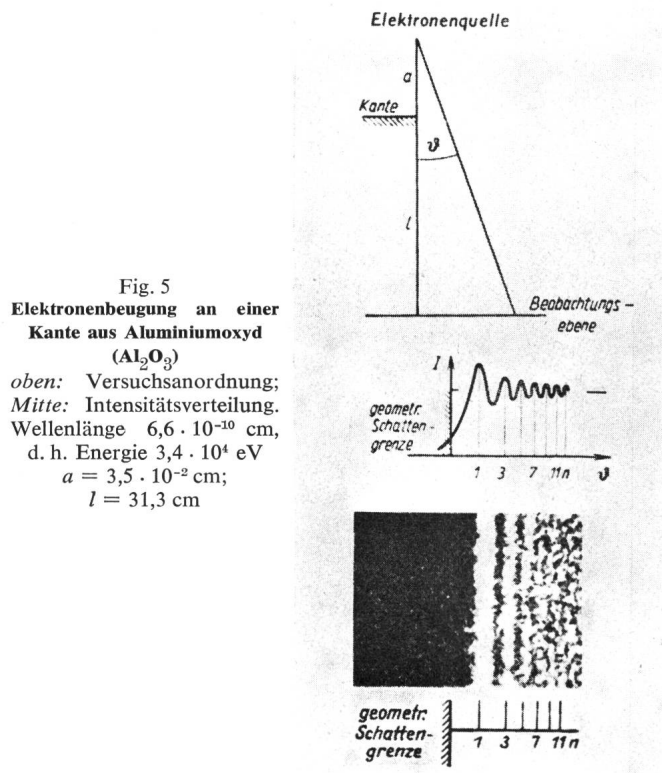 Elektronenquelle
a
Kante
ϑ
l
Beobachtungs-
ebene
Fig. 5
Elektronenbeugung an einer
Kante aus Aluminiumoxyd
(Al₂O₃)
oben: Versuchsanordnung;
Mitte: Intensitätsverteilung.
Wellenlänge 6,6 · 10⁻¹⁰ cm,
d. h. Energie 3,4 · 10⁴ eV
a = 3,5 · 10⁻² cm;
l = 31,3 cm
I
geometr.
Schatten-
grenze
1 3 7 11 n ϑ
geometr.
Schatten-
grenze
1 3 7 11 n